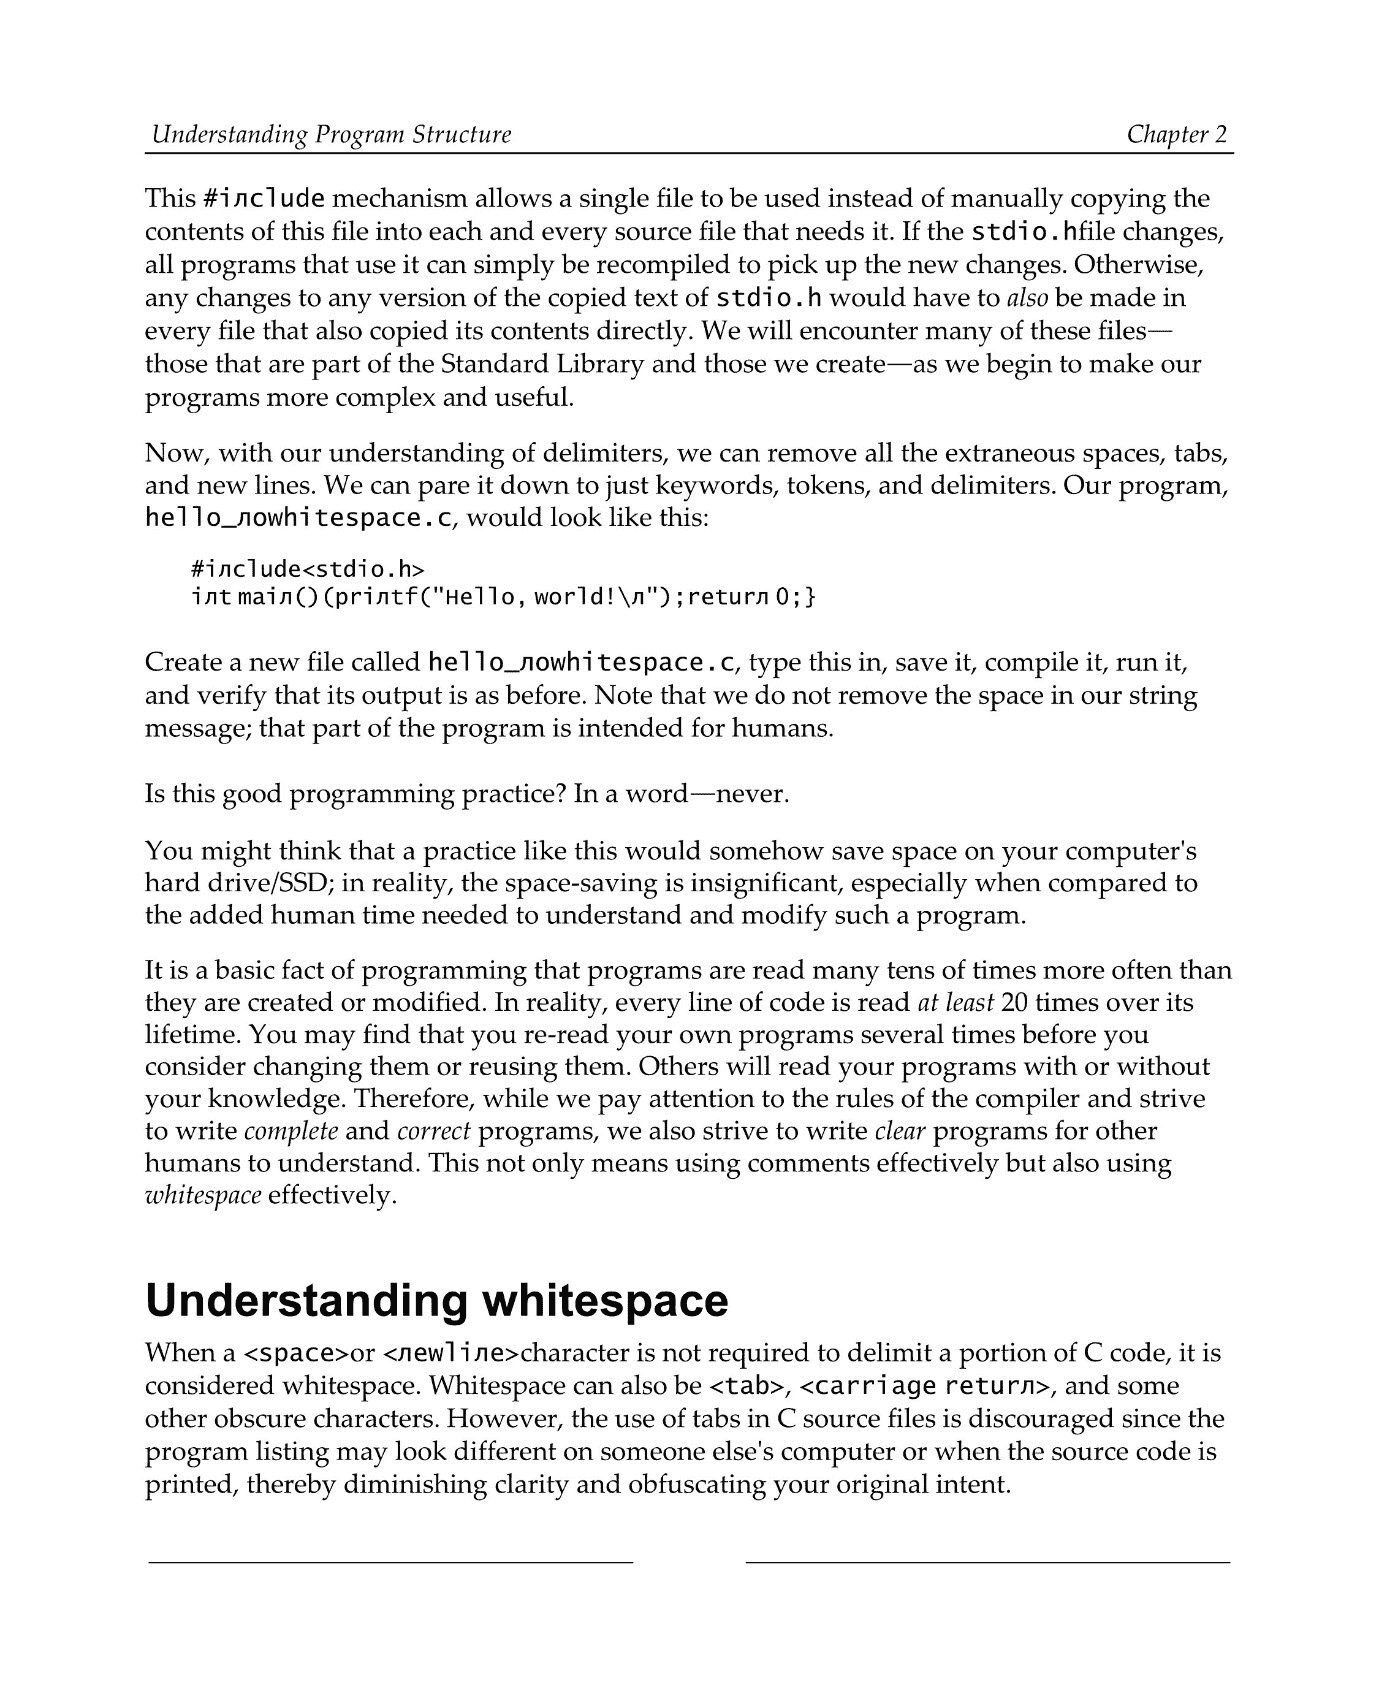 Understanding Program Structure Chapter 2
This #iлclude mechanism allows a single file to be used instead of manually copying the
contents of this file into each and every source file that needs it. If the stdio.hfile changes,
all programs that use it can simply be recompiled to pick up the new changes. Otherwise,
any changes to any version of the copied text of stdio.h would have to also be made in
every file that also copied its contents directly. We will encounter many of these files—
those that are part of the Standard Library and those we create—as we begin to make our
programs more complex and useful.
Now, with our understanding of delimiters, we can remove all the extraneous spaces, tabs,
and new lines. We can pare it down to just keywords, tokens, and delimiters. Our program,
hello_лowhitespace.c, would look like this:
#iлclude<stdio.h>
iлt maiл()(priлtf("Hello, world!\л");returл 0;}
Create a new file called hello_лowhitespace.c, type this in, save it, compile it, run it,
and verify that its output is as before. Note that we do not remove the space in our string
message; that part of the program is intended for humans.
Is this good programming practice? In a word—never.
You might think that a practice like this would somehow save space on your computer's
hard drive/SSD; in reality, the space-saving is insignificant, especially when compared to
the added human time needed to understand and modify such a program.
It is a basic fact of programming that programs are read many tens of times more often than
they are created or modified. In reality, every line of code is read at least 20 times over its
lifetime. You may find that you re-read your own programs several times before you
consider changing them or reusing them. Others will read your programs with or without
your knowledge. Therefore, while we pay attention to the rules of the compiler and strive
to write complete and correct programs, we also strive to write clear programs for other
humans to understand. This not only means using comments effectively but also using
whitespace effectively.
Understanding whitespace
When a <space>or <лewliлe>character is not required to delimit a portion of C code, it is
considered whitespace. Whitespace can also be <tab>, <carriage returл>, and some
other obscure characters. However, the use of tabs in C source files is discouraged since the
program listing may look different on someone else's computer or when the source code is
printed, thereby diminishing clarity and obfuscating your original intent.